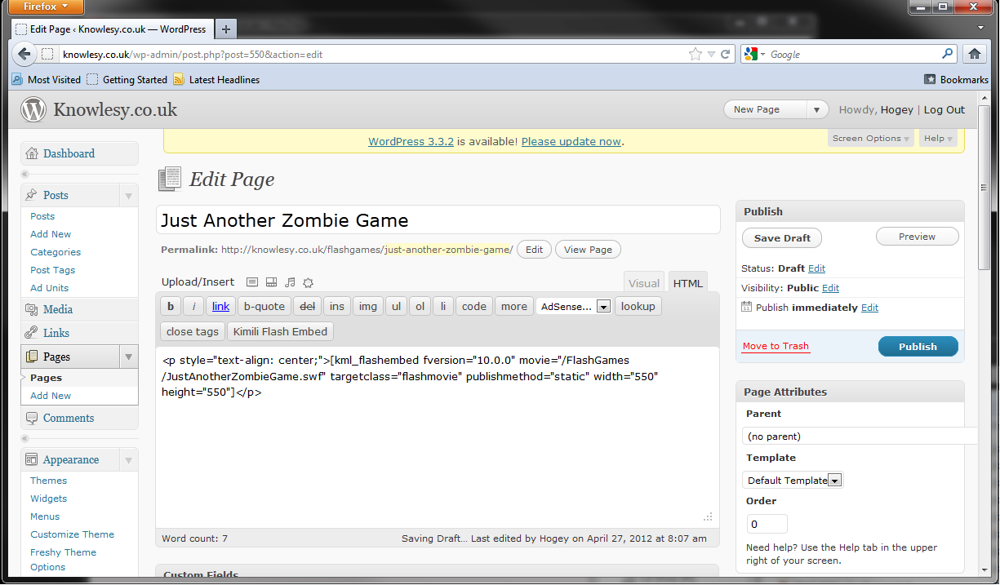 Firefox
Edit Page ‹ Knowlesy.co.uk — WordPress
knowlesy.co.uk/wp-admin/post.php?post=550&action=edit
Google
Most Visited
Getting Started
Latest Headlines
Bookmarks
Knowlesy.co.uk
New Page
Howdy, Hogey | Log Out
WordPress 3.3.2 is available! Please update now.
Screen Options
Help
Dashboard
Posts
Posts
Add New
Categories
Post Tags
Ad Units
Media
Links
Pages
Pages
Add New
Comments
Appearance
Themes
Widgets
Menus
Customize Theme
Freshy Theme
Options
Edit Page
Just Another Zombie Game
Permalink: http://knowlesy.co.uk/flashgames/just-another-zombie-game/ Edit View Page
Upload/Insert
Visual
HTML
b i link b-quote del ins img ul ol li code more AdSense... lookup
close tags Kimili Flash Embed
<p style="text-align: center;">[kml_flashembed fversion="10.0.0" movie="/FlashGames
/JustAnotherZombieGame.swf" targetclass="flashmovie" publishmethod="static" width="550"
height="550"]</p>
Word count: 7
Saving Draft... Last edited by Hogey on April 27, 2012 at 8:07 am
Custom Fields
Publish
Save Draft
Preview
Status: Draft Edit
Visibility: Public Edit
Publish immediately Edit
Move to Trash
Publish
Page Attributes
Parent
(no parent)
Template
Default Template
Order
0
Need help? Use the Help tab in the upper
right of your screen.